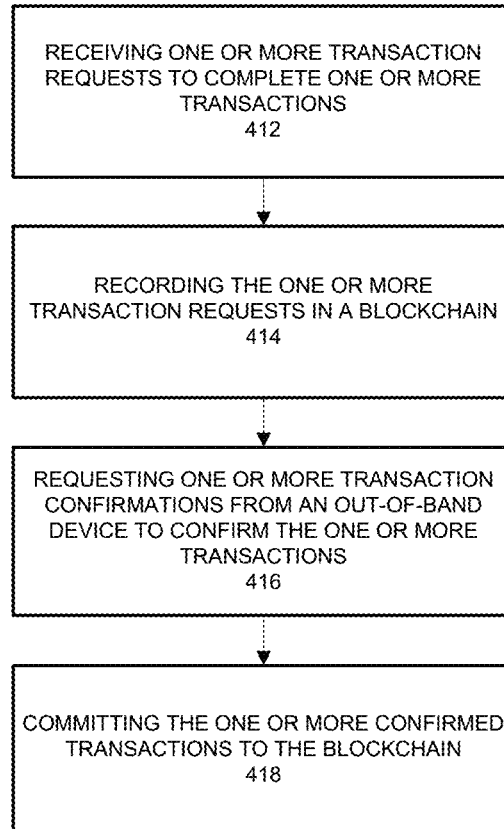 RECEIVING ONE OR MORE TRANSACTION
REQUESTS TO COMPLETE ONE OR MORE
TRANSACTIONS
412
RECORDING THE ONE OR MORE
TRANSACTION REQUESTS IN A BLOCKCHAIN
414
REQUESTING ONE OR MORE TRANSACTION
CONFIRMATIONS FROM AN OUT-OF-BAND
DEVICE TO CONFIRM THE ONE OR MORE
TRANSACTIONS
416
COMMITTING THE ONE OR MORE CONFIRMED
TRANSACTIONS TO THE BLOCKCHAIN
418